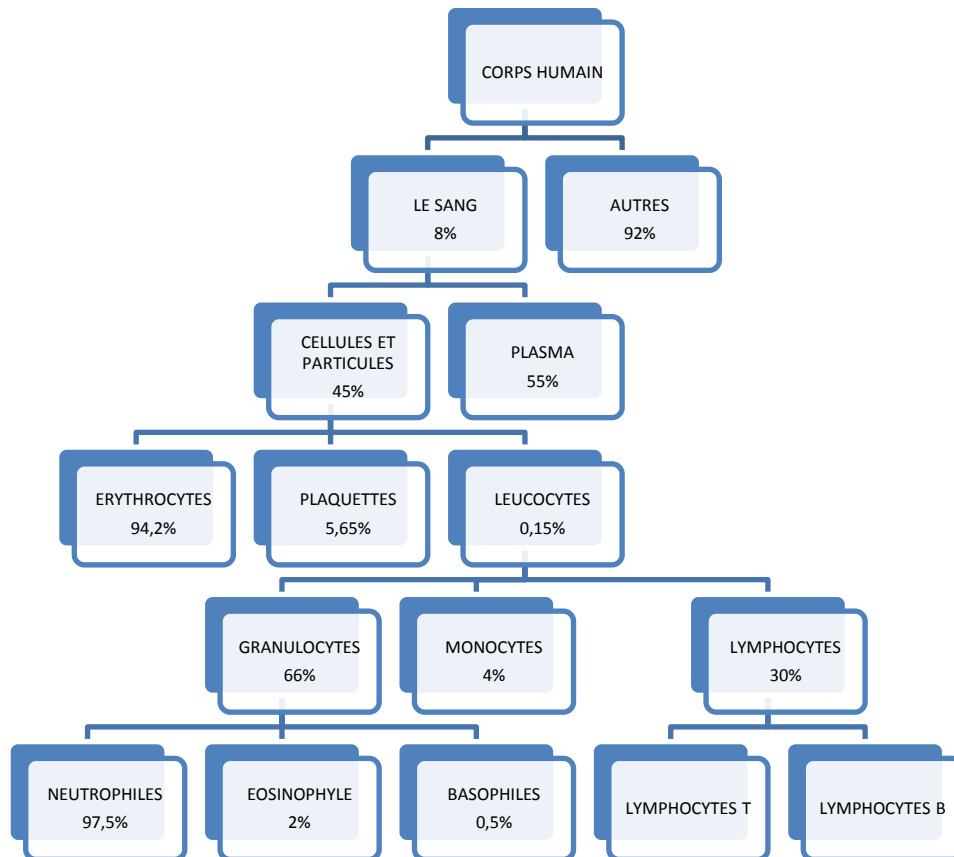 CORPS HUMAIN
LE SANG
8%
AUTRES
92%
CELLULES ET
PARTICULES
45%
PLASMA
55%
ERYTHROCYTES
94,2%
PLAQUETTES
5,65%
LEUCOCYTES
0,15%
GRANULOCYTES
66%
MONOCYTES
4%
LYMPHOCYTES
30%
NEUTROPHILES
97,5%
EOSINOPHYLE
2%
BASOPHILES
0,5%
LYMPHOCYTES T
LYMPHOCYTES B